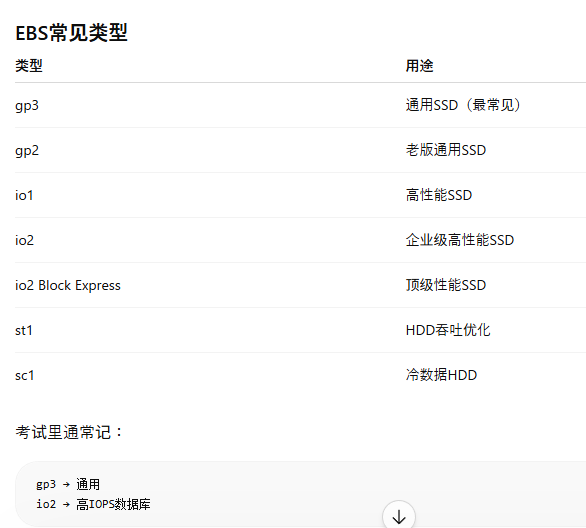 EBS常见类型
类型 用途
gp3 通用SSD（最常见）
gp2 老版通用SSD
io1 高性能SSD
io2 企业级高性能SSD
io2 Block Express 顶级性能SSD
st1 HDD吞吐优化
sc1 冷数据HDD
考试里通常记：
gp3 → 通用
io2 → 高IOPS数据库